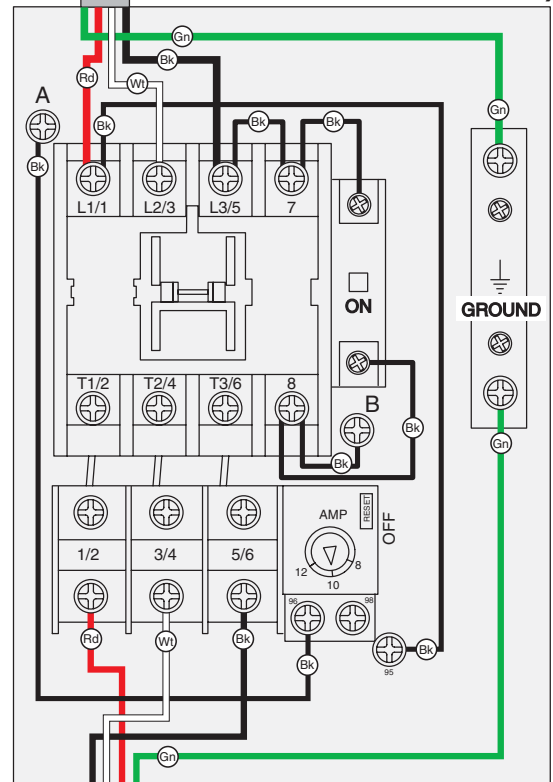 Gn
Bk
Rd
Wt
A
Bk
Bk
Bk
Gn
Bk
L1/1
L2/3
L3/5
7
ON
GROUND
T1/2
T2/4
T3/6
8
B
Bk
Bk
Gn
AMP
RESET
OFF
1/2
3/4
5/6
12
8
10
96
98
Rd
Wt
Bk
Bk
Bk
95
Gn